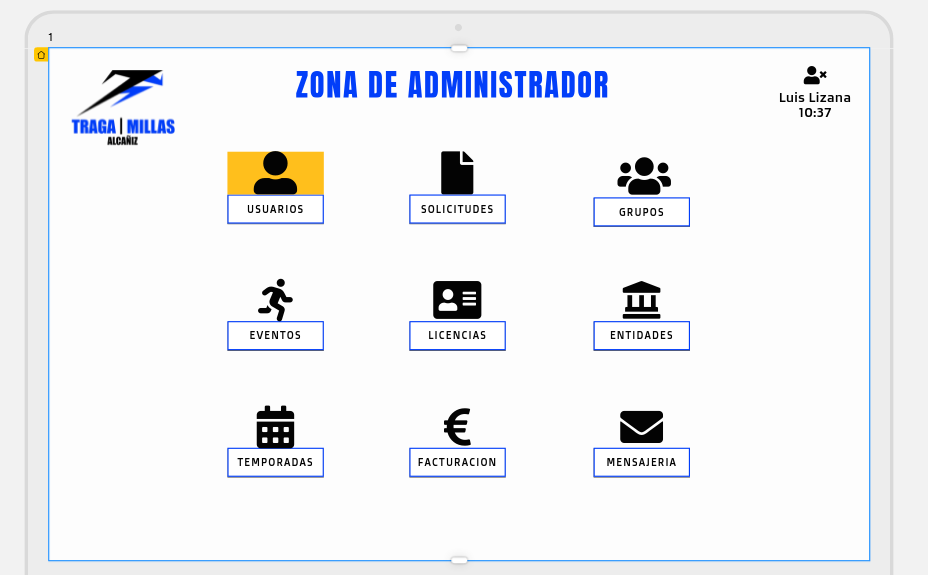 1
ZONA DE ADMINISTRADOR
Luis Lizana
10:37
TRAGA | MILLAS
ALCAÑIZ
USUARIOS
SOLICITUDES
GRUPOS
EVENTOS
LICENCIAS
ENTIDADES
TEMPORADAS
FACTURACION
MENSAJERIA